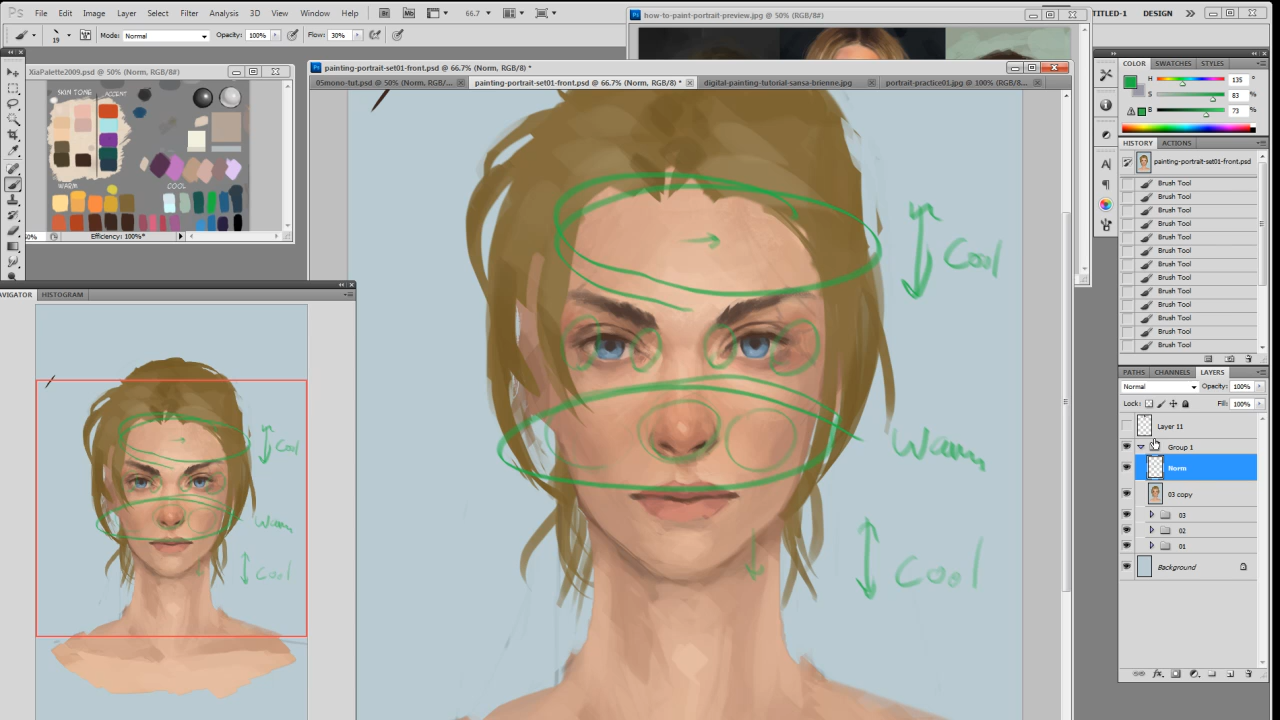 Ps File Edit Image Layer Select Filter Analysis 3D View Window Help Br Mb 66.7
TITLED-1 DESIGN
19 Mode: Normal Opacity: 100% Flow: 30%
how-to-paint-portrait-preview.jpg @ 50% (RGB/8#)
XiaPalette2009.psd @ 50% (RGB/8#)
SKIN TONE ACCENT
WARM COOL
0% Efficiency: 100%*
painting-portrait-set01-front.psd @ 66.7% (Norm, RGB/8) *
05mono-tut.psd @ 50% (RGB/8... painting-portrait-set01-front.psd @ 66.7% (Norm, RGB/8) * digital-painting-tutorial-sansa-brienne.jpg portrait-practice01.jpg @ 100% (RGB/8...
AVIGATOR HISTOGRAM
Cool
Warm
Cool
Cool
Warm
Cool
COLOR SWATCHES STYLES
H 135
S 83 %
B 73 %
HISTORY ACTIONS
painting-portrait-set01-front.psd
Brush Tool
Brush Tool
Brush Tool
Brush Tool
Brush Tool
Brush Tool
Brush Tool
Brush Tool
Brush Tool
Brush Tool
Brush Tool
Brush Tool
Brush Tool
PATHS CHANNELS LAYERS
Normal Opacity: 100%
Lock: Fill: 100%
Layer 11
Group 1
Norm
03 copy
03
02
01
Background